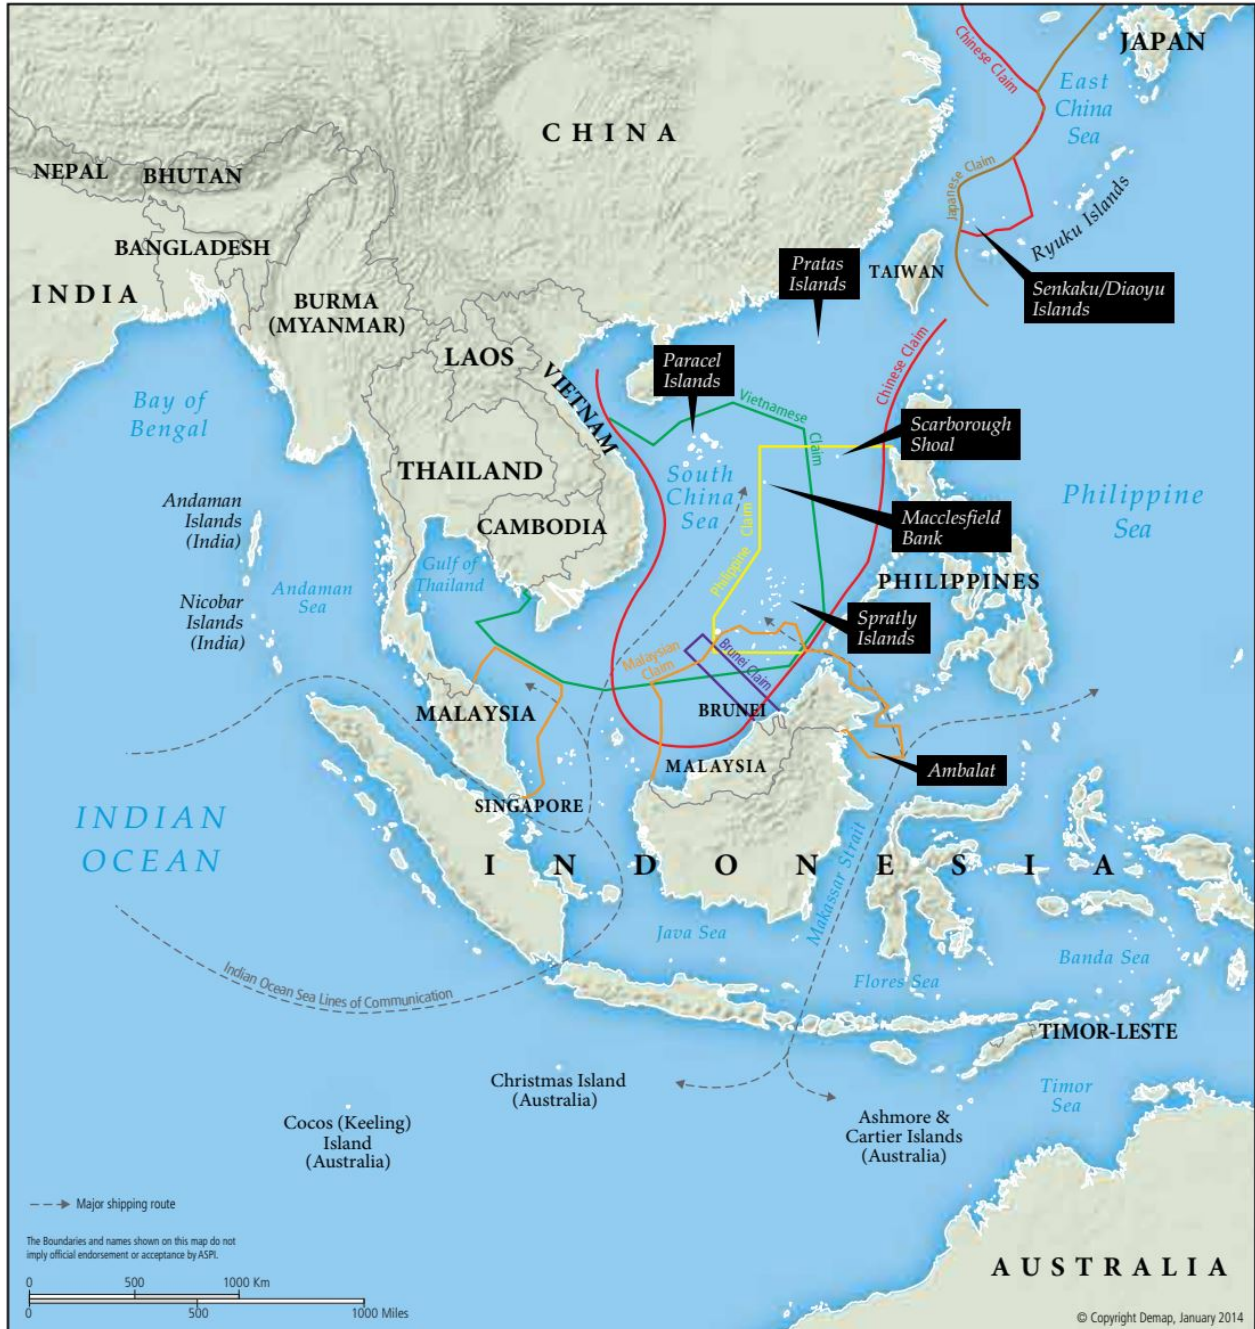 JAPAN
Chinese Claim
East
China
Sea
CHINA
NEPAL
BHUTAN
Japanese Claim
Ryuku Islands
BANGLADESH
Pratas
Islands
TAIWAN
INDIA
BURMA
(MYANMAR)
Senkaku/Diaoyu
Islands
LAOS
VIETNAM
Paracel
Islands
Chinese Claim
Bay of
Bengal
Vietnamese
Claim
Scarborough
Shoal
THAILAND
South
China
Sea
Philippine
Sea
Andaman
Islands
(India)
CAMBODIA
Macclesfield
Bank
Philippine Claim
Gulf of
Thailand
PHILIPPINES
Andaman
Sea
Nicobar
Islands
(India)
Spratly
Islands
Malaysian
Claim
Brunei Claim
MALAYSIA
BRUNEI
MALAYSIA
Ambalat
SINGAPORE
INDIAN
OCEAN
INDONESIA
Makassar Strait
Java Sea
Flores Sea
Banda Sea
Indian Ocean Sea Lines of Communication
TIMOR-LESTE
Christmas Island
(Australia)
Timor
Sea
Cocos (Keeling)
Island
(Australia)
Ashmore &
Cartier Islands
(Australia)
Major shipping route
The Boundaries and names shown on this map do not
imply official endorsement or acceptance by ASPI.
0 500 1000 Km
0 500 1000 Miles
AUSTRALIA
© Copyright Demap, January 2014